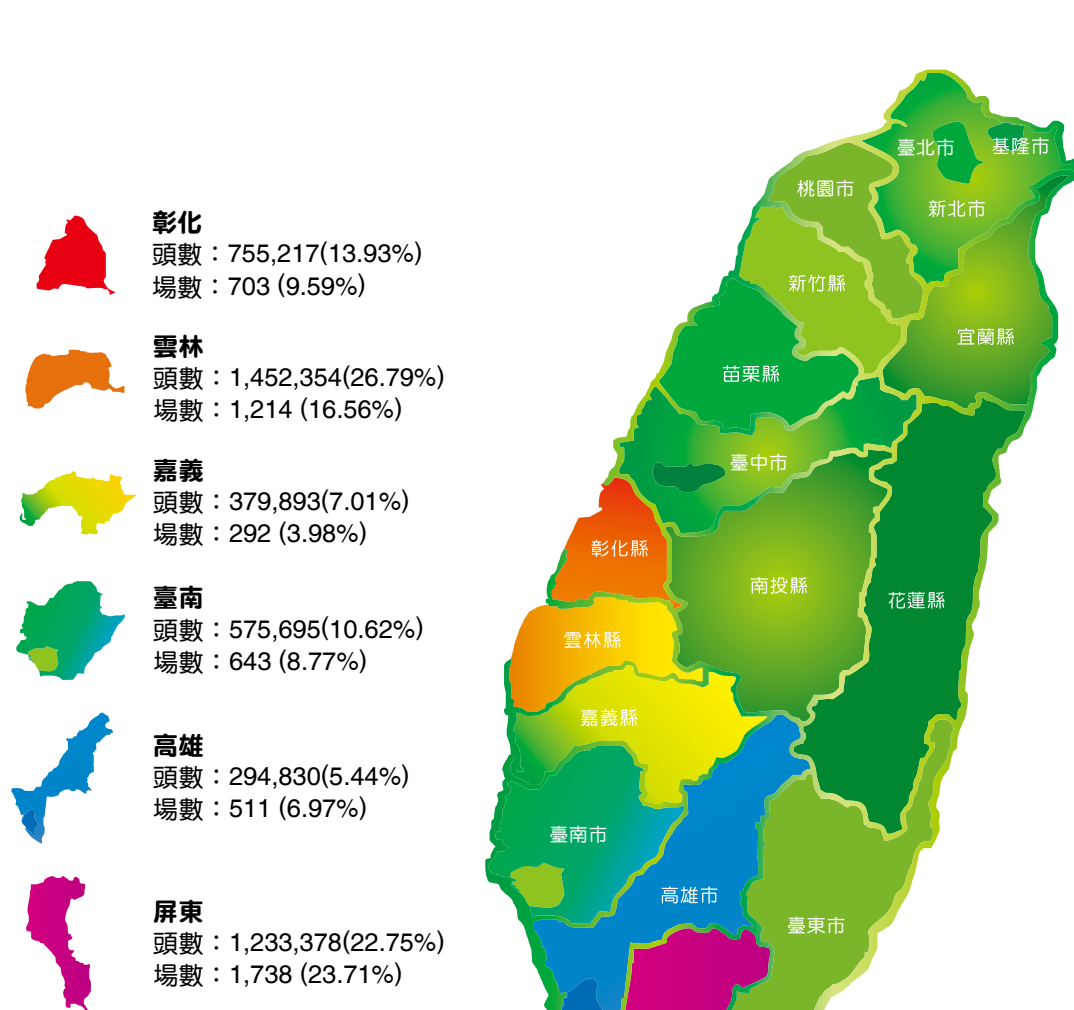 彰化
頭數：755,217(13.93%)
場數：703 (9.59%)
雲林
頭數：1,452,354(26.79%)
場數：1,214 (16.56%)
嘉義
頭數：379,893(7.01%)
場數：292 (3.98%)
臺南
頭數：575,695(10.62%)
場數：643 (8.77%)
高雄
頭數：294,830(5.44%)
場數：511 (6.97%)
屏東
頭數：1,233,378(22.75%)
場數：1,738 (23.71%)
臺北市
基隆市
桃園市
新北市
新竹縣
宜蘭縣
苗栗縣
臺中市
彰化縣
南投縣
花蓮縣
雲林縣
嘉義縣
臺南市
高雄市
臺東市